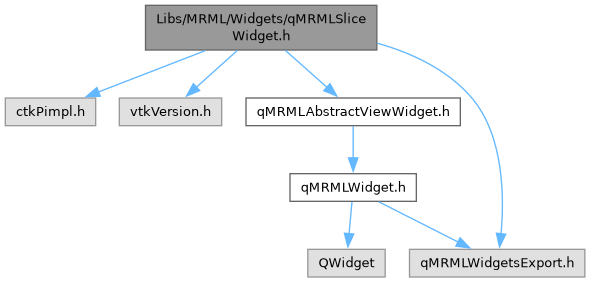 Libs/MRML/Widgets/qMRMLSlice
Widget.h
ctkPimpl.h
vtkVersion.h
qMRMLAbstractViewWidget.h
qMRMLWidget.h
QWidget
qMRMLWidgetsExport.h